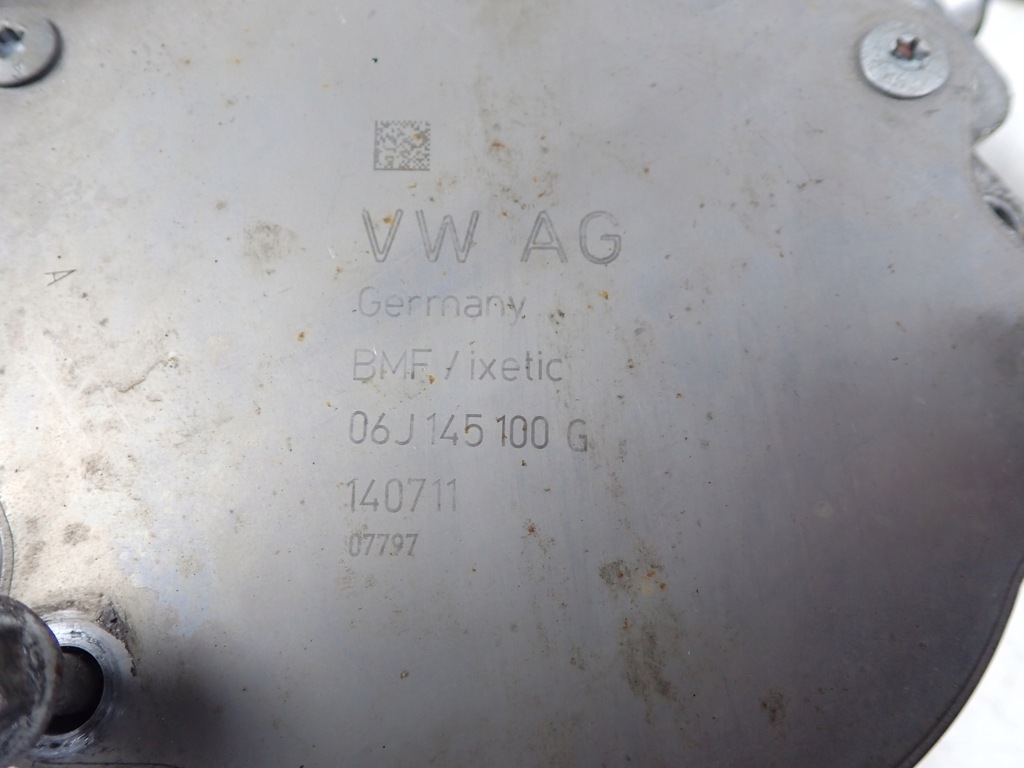 VW AG
Germany
BMF / ixetic
06J 145 100 G
140711
07797
A